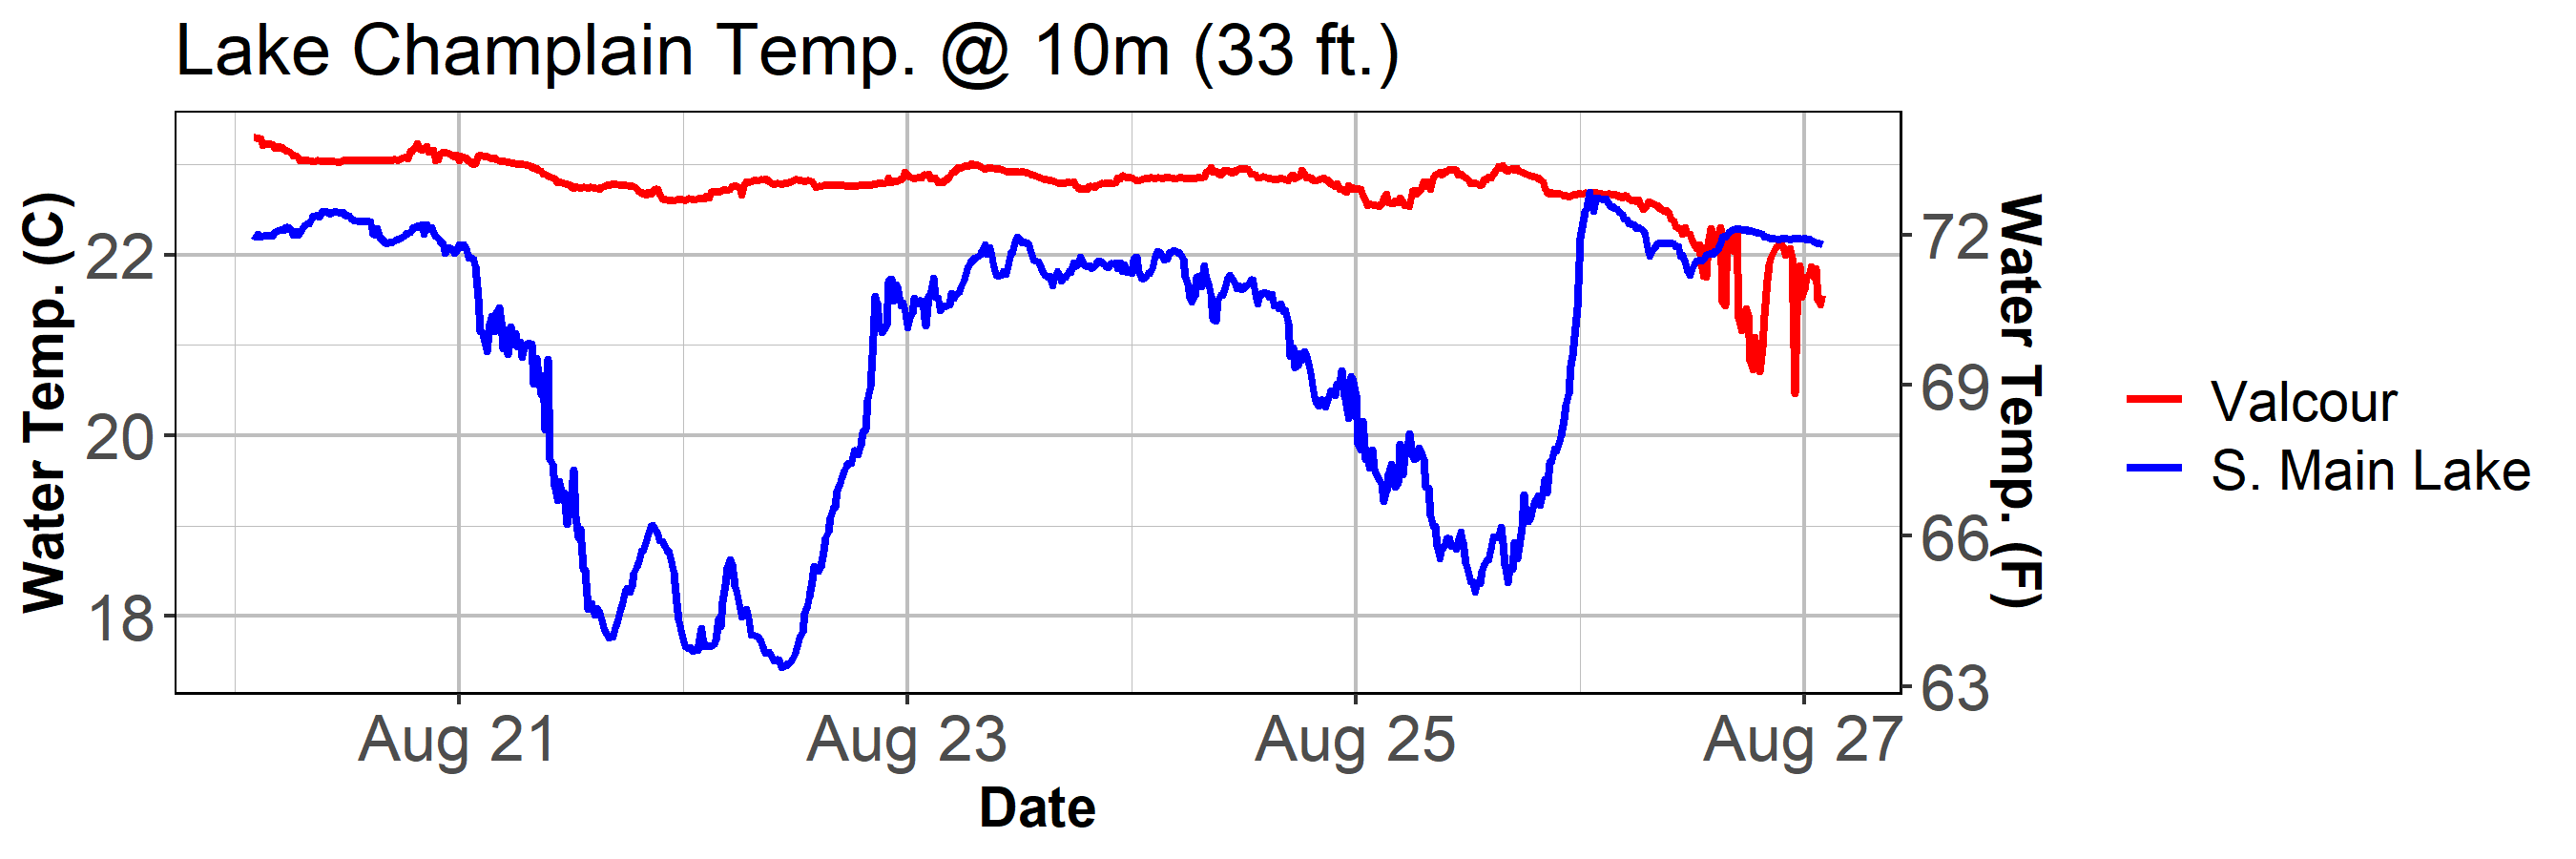 Lake Champlain Temp. @ 10m (33 ft.)
Water Temp. (C)
22
20
18
72
69
66
63
Water Temp. (F)
Aug 21
Aug 23
Aug 25
Aug 27
Date
Valcour
S. Main Lake